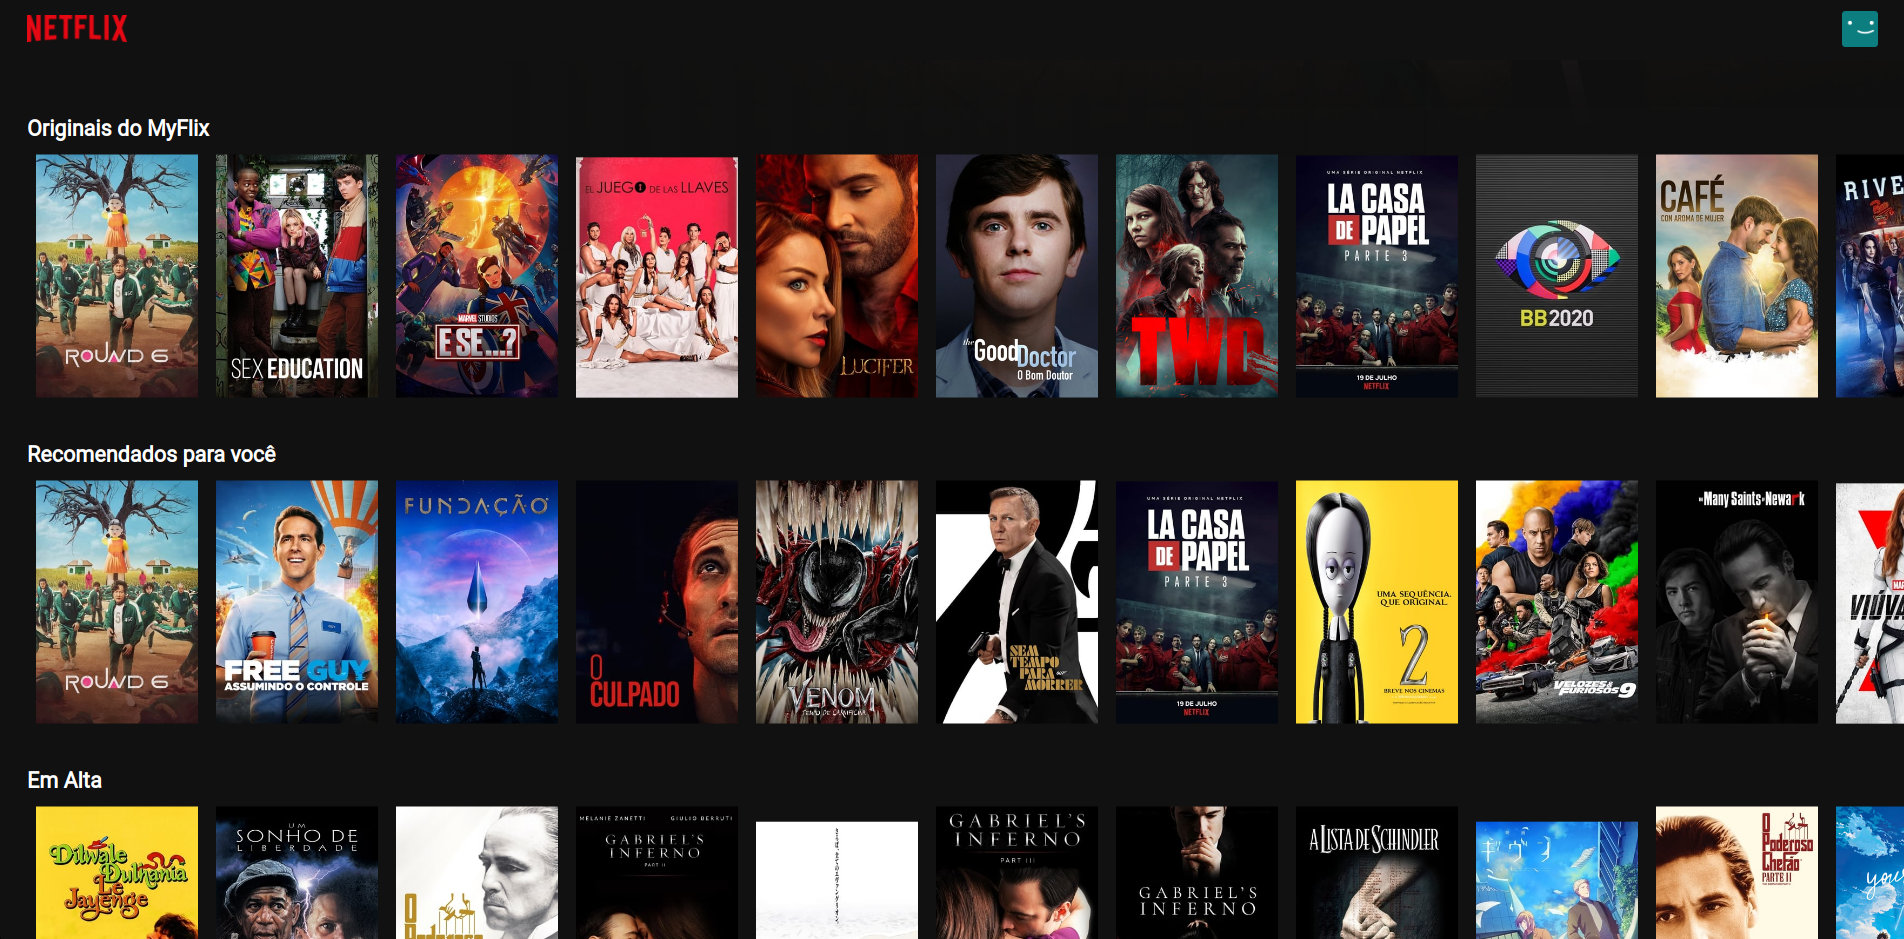 NETFLIX
Originais do MyFlix
ROUND 6
SEX EDUCATION
MARVEL STUDIOS
E SE...?
EL JUEGO DE LAS LLAVES
LUCIFER
the Good Doctor
O Bom Doutor
TWD
UMA SÉRIE ORIGINAL NETFLIX
LA CASA
DE PAPEL
PARTE 3
19 DE JULHO
NETFLIX
BB2020
CAFÉ
CON AROMA DE MUJER
RIVE
Recomendados para você
ROUND 6
FREE GUY
ASSUMINDO O CONTROLE
FUNDAÇÃO
O
CULPADO
VENOM
TEMPO DE CARNIFICINA
SEM
TEMPO
PARA
MORRER
UMA SÉRIE ORIGINAL NETFLIX
LA CASA
DE PAPEL
PARTE 3
19 DE JULHO
NETFLIX
UMA SEQUÊNCIA.
QUE ORIGINAL.
2
BREVE NOS CINEMAS
VELOZES &
FURIOSOS 9
The Many Saints of Newark
MAR
VIÚVA
Em Alta
Dilwale
Dulhania
Le
Jayenge
UM
SONHO DE
LIBERDADE
O
Poderoso
MELANIE ZANETTI GIULIO BERRUTI
GABRIEL'S
INFERNO
PART II
GABRIEL'S
INFERNO
PART III
GABRIEL'S
INFERNO
A LISTA DE SCHINDLER
ギヴン
O
Poderoso
Chefão
PARTE II
your